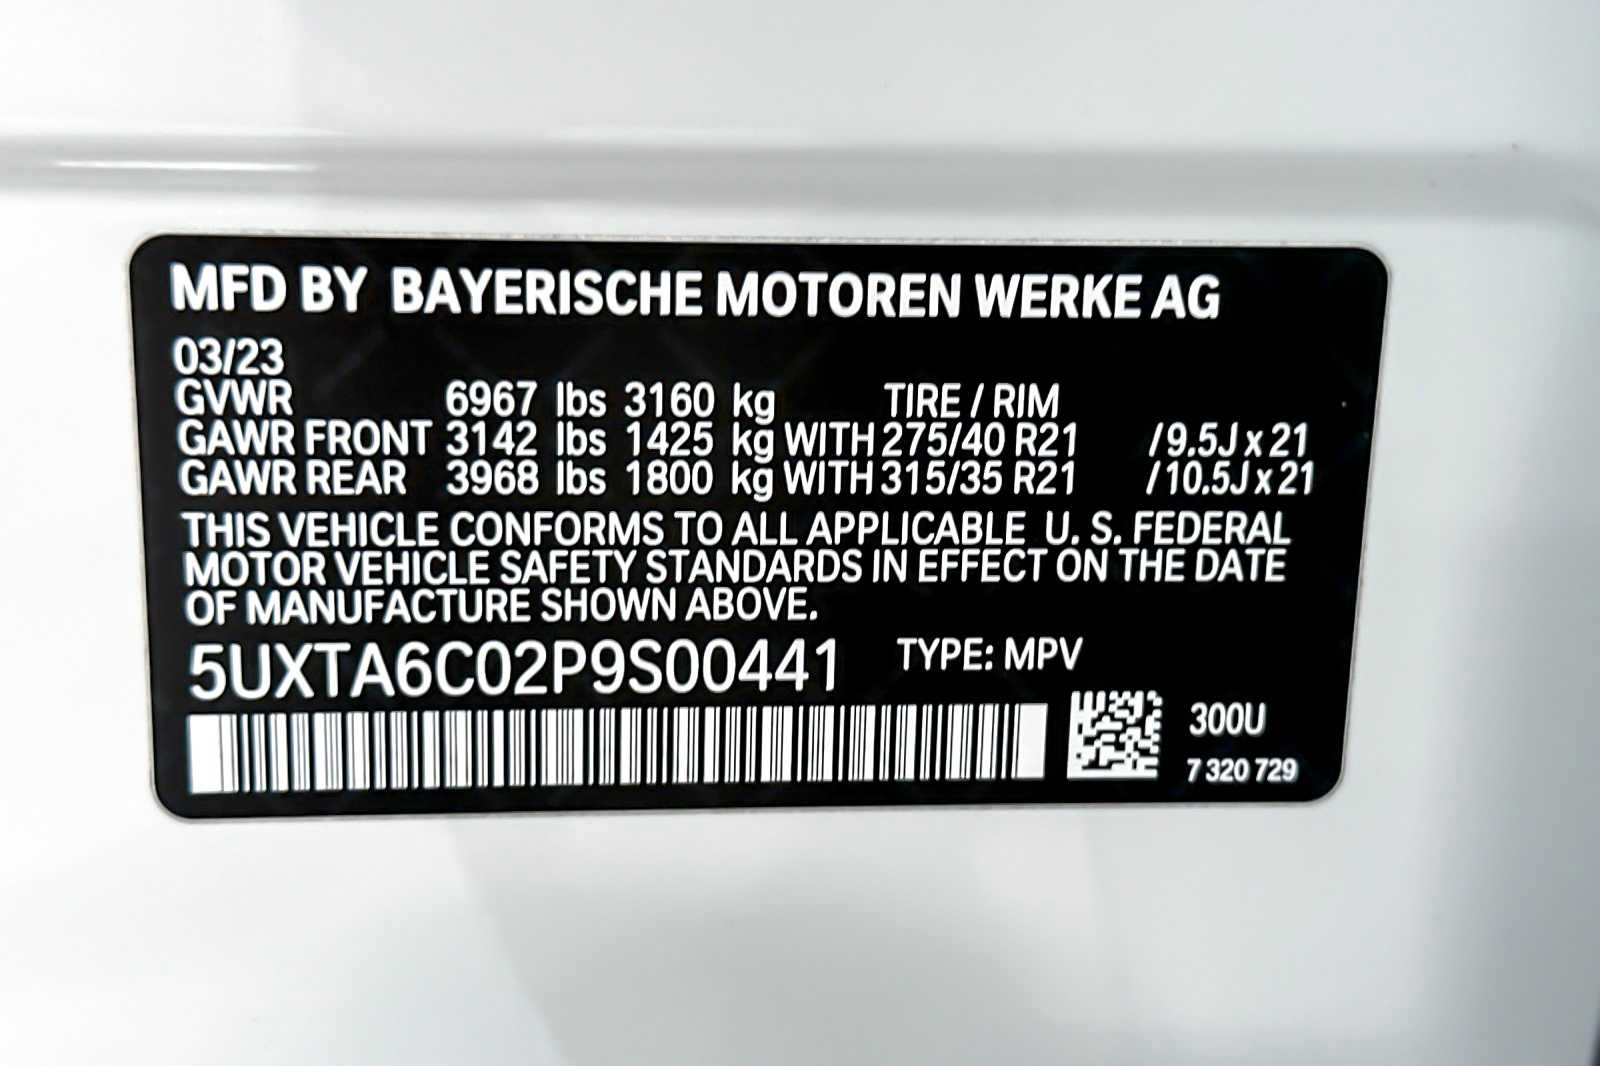 MFD BY BAYERISCHE MOTOREN WERKE AG
03/23
GVWR 6967 lbs 3160 kg TIRE / RIM
GAWR FRONT 3142 lbs 1425 kg WITH 275/40 R21 / 9.5J x 21
GAWR REAR 3968 lbs 1800 kg WITH 315/35 R21 / 10.5J x 21
THIS VEHICLE CONFORMS TO ALL APPLICABLE U. S. FEDERAL
MOTOR VEHICLE SAFETY STANDARDS IN EFFECT ON THE DATE
OF MANUFACTURE SHOWN ABOVE.
5UXTA6C02P9S00441 TYPE: MPV
300U
7 320 729